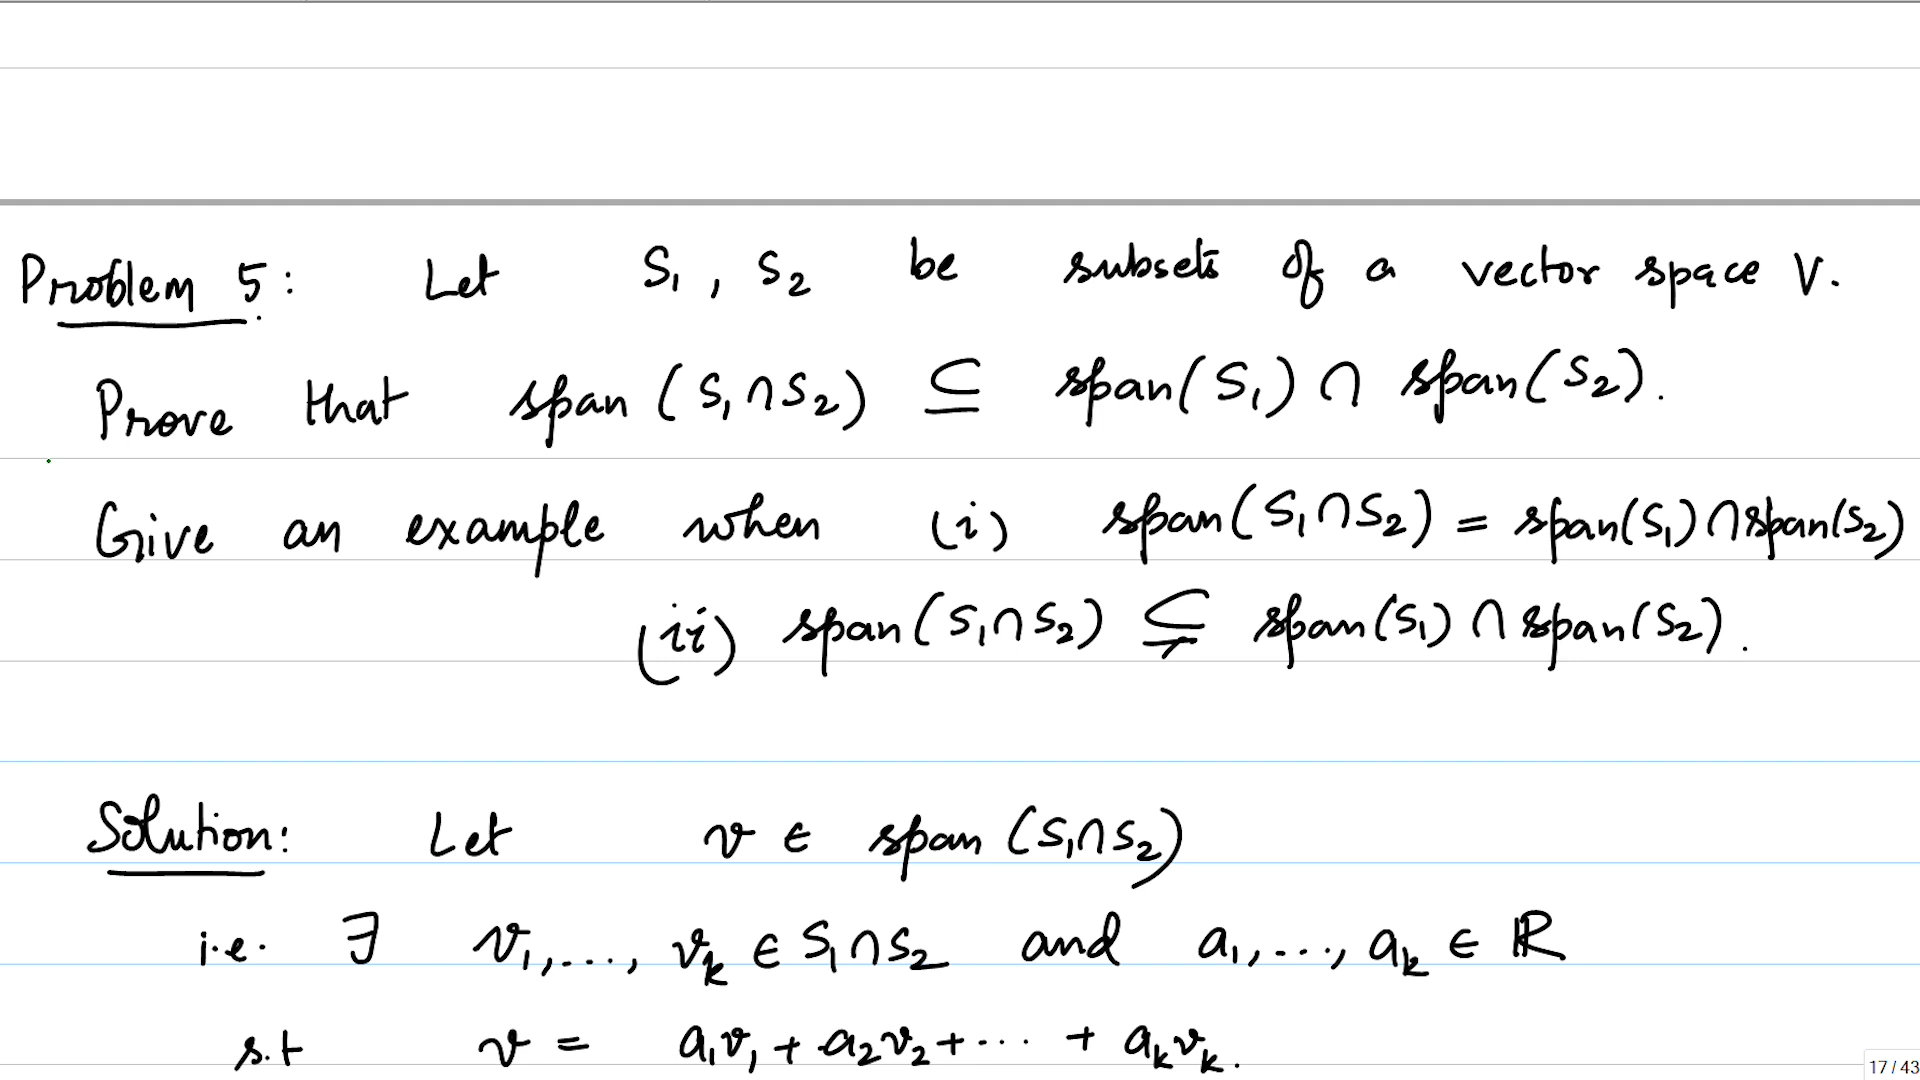 Problem 5: Let S₁, S₂ be subsets of a vector space V.
Prove that span(S₁∩S₂) ⊆ span(S₁) ∩ span(S₂).
Give an example when (i) span(S₁∩S₂) = span(S₁)∩span(S₂)
(ii) span(S₁∩S₂) ⊊ span(S₁) ∩ span(S₂).
Solution: Let v ∈ span(S₁∩S₂)
i.e. ∃ v₁,..., vₖ ∈ S₁∩S₂ and a₁,..., aₖ ∈ ℝ
s.t v = a₁v₁ + a₂v₂ + ... + aₖvₖ.
17 / 43